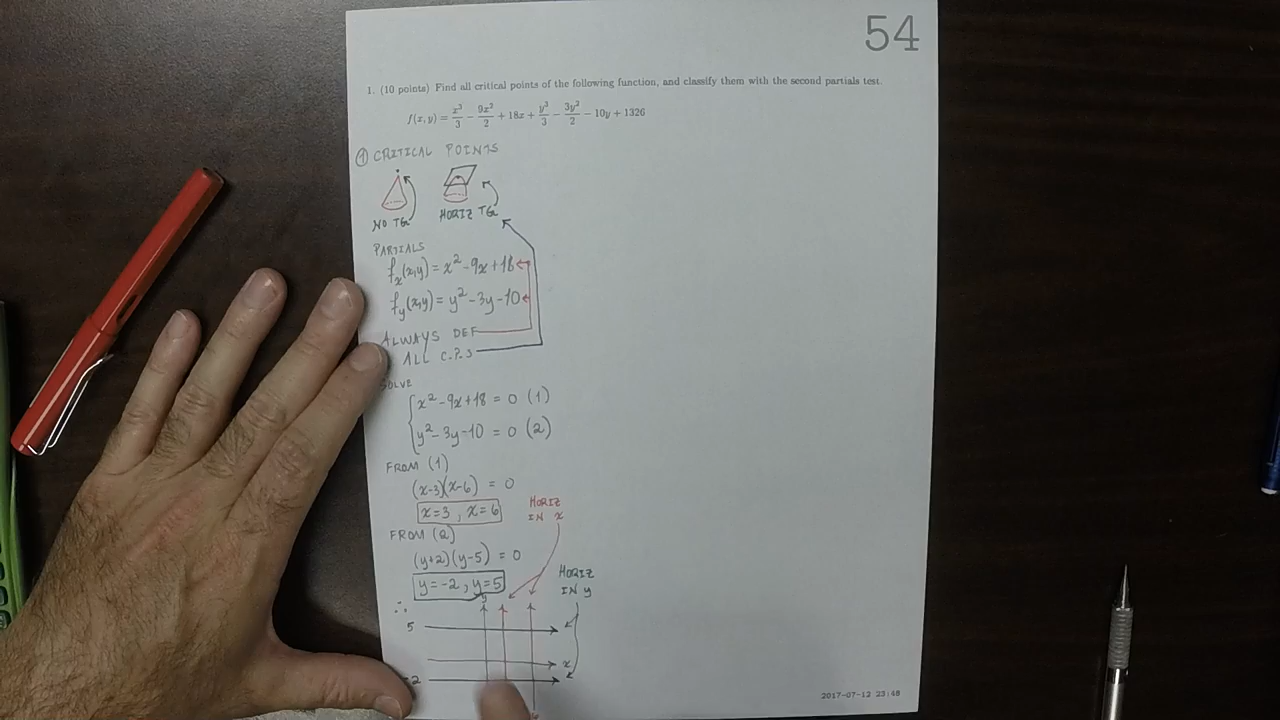 54
1. (10 points) Find all critical points of the following function, and classify them with the second partials test.
f(x, y) = x³/3 − 9x²/2 + 18x + y³/3 − 3y²/2 − 10y + 1326
① CRITICAL POINTS
NO TG HORIZ TG
PARTIALS
fₓ(x,y) = x² - 9x + 18
f_y(x,y) = y² - 3y - 10
ALWAYS DEF
ALL C.P.S
SOLVE
x² - 9x + 18 = 0 (1)
y² - 3y - 10 = 0 (2)
FROM (1)
(x-3)(x-6) = 0
x=3, x=6
HORIZ
IN x
FROM (2)
(y+2)(y-5) = 0
y=-2, y=5
HORIZ
IN y
∴
y
5
x
-2
2017-07-12 23:48